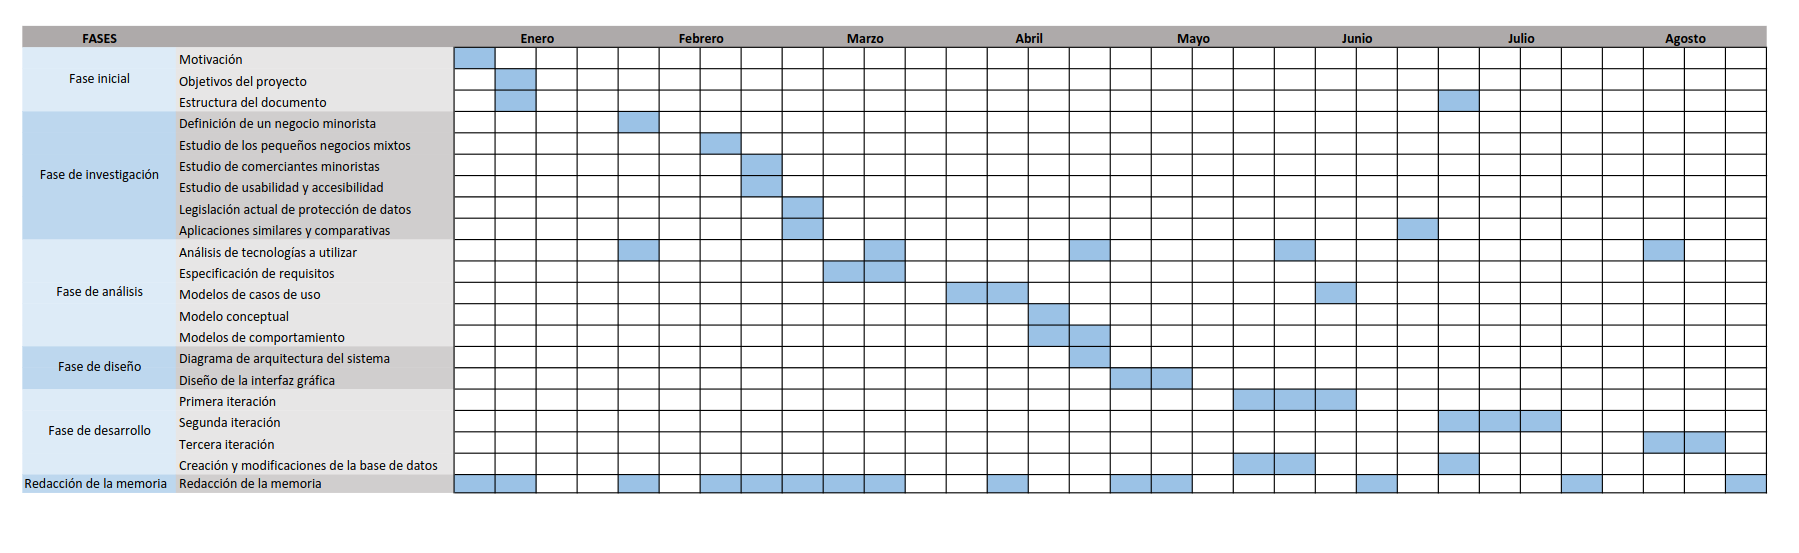 FASES Enero Febrero Marzo Abril Mayo Junio Julio Agosto
Fase inicial
Motivación
Objetivos del proyecto
Estructura del documento
Fase de investigación
Definición de un negocio minorista
Estudio de los pequeños negocios mixtos
Estudio de comerciantes minoristas
Estudio de usabilidad y accesibilidad
Legislación actual de protección de datos
Aplicaciones similares y comparativas
Fase de análisis
Análisis de tecnologías a utilizar
Especificación de requisitos
Modelos de casos de uso
Modelo conceptual
Modelos de comportamiento
Fase de diseño
Diagrama de arquitectura del sistema
Diseño de la interfaz gráfica
Fase de desarrollo
Primera iteración
Segunda iteración
Tercera iteración
Creación y modificaciones de la base de datos
Redacción de la memoria Redacción de la memoria